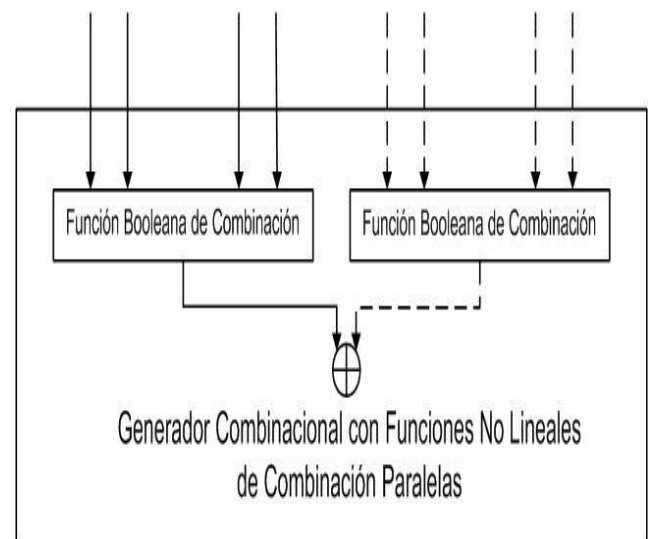 Función Booleana de Combinación
Función Booleana de Combinación
Generador Combinacional con Funciones No Lineales
de Combinación Paralelas